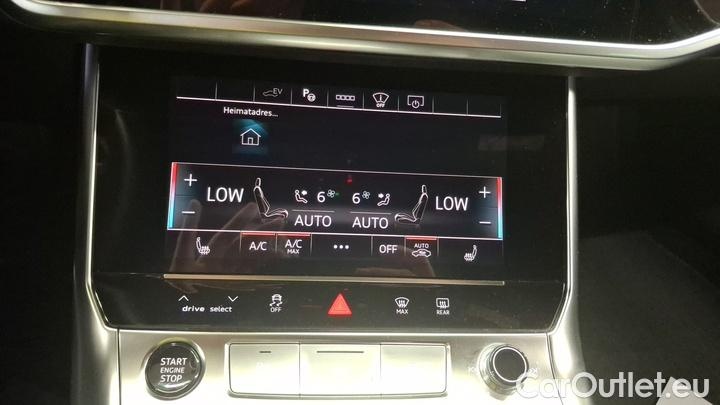 EV P OFF
Heimatadres...
+ LOW 6 6 LOW +
- AUTO AUTO -
A/C A/C MAX ••• OFF AUTO
drive select OFF MAX REAR
START
ENGINE
STOP
CarOutlet.eu